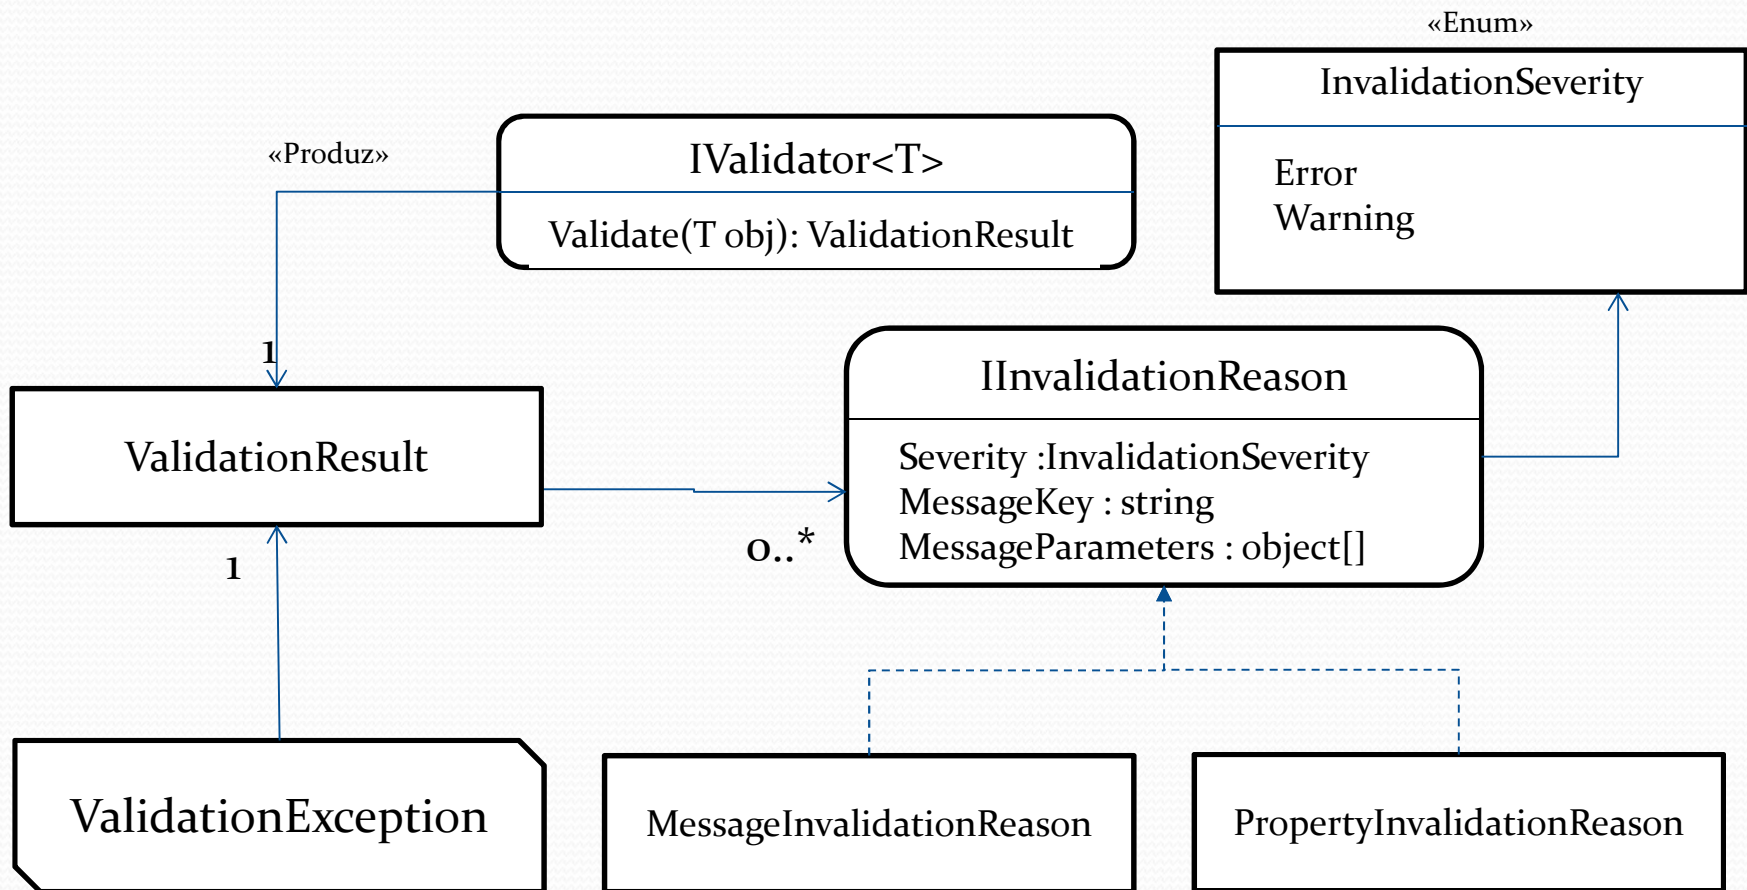 «Enum»
InvalidationSeverity
Error
Warning
«Produz»
IValidator<T>
Validate(T obj): ValidationResult
1
IInvalidationReason
Severity :InvalidationSeverity
MessageKey : string
MessageParameters : object[]
ValidationResult
0..*
1
ValidationException
MessageInvalidationReason
PropertyInvalidationReason